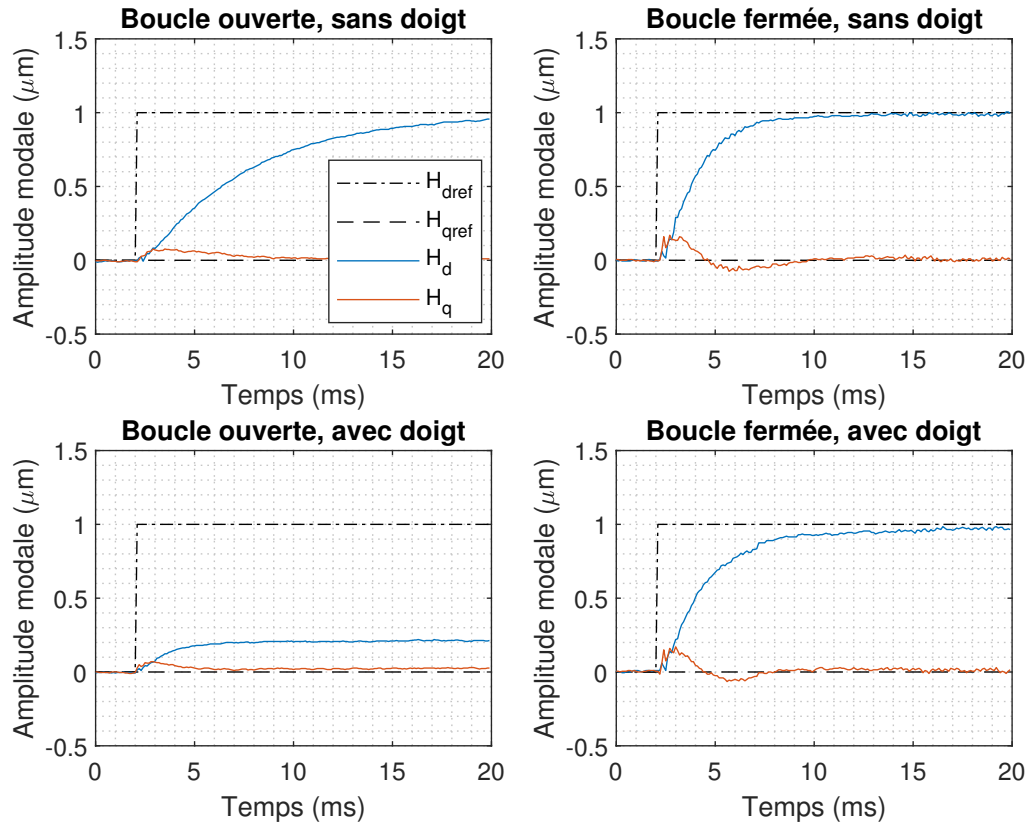 Boucle ouverte, sans doigt
Amplitude modale (μm)
1.5
1
0.5
0
-0.5
0
5
10
15
20
Temps (ms)
H_dref
H_qref
H_d
H_q
Boucle fermée, sans doigt
Amplitude modale (μm)
1.5
1
0.5
0
-0.5
0
5
10
15
20
Temps (ms)
Boucle ouverte, avec doigt
Amplitude modale (μm)
1.5
1
0.5
0
-0.5
0
5
10
15
20
Temps (ms)
Boucle fermée, avec doigt
Amplitude modale (μm)
1.5
1
0.5
0
-0.5
0
5
10
15
20
Temps (ms)